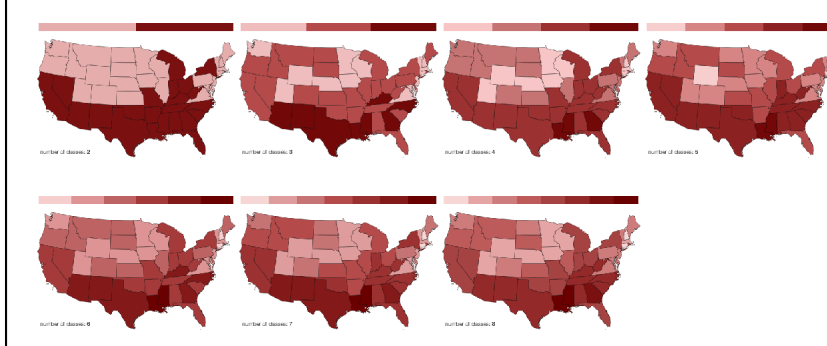 number of classes: 2
number of classes: 3
number of classes: 4
number of classes: 5
number of classes: 6
number of classes: 7
number of classes: 8